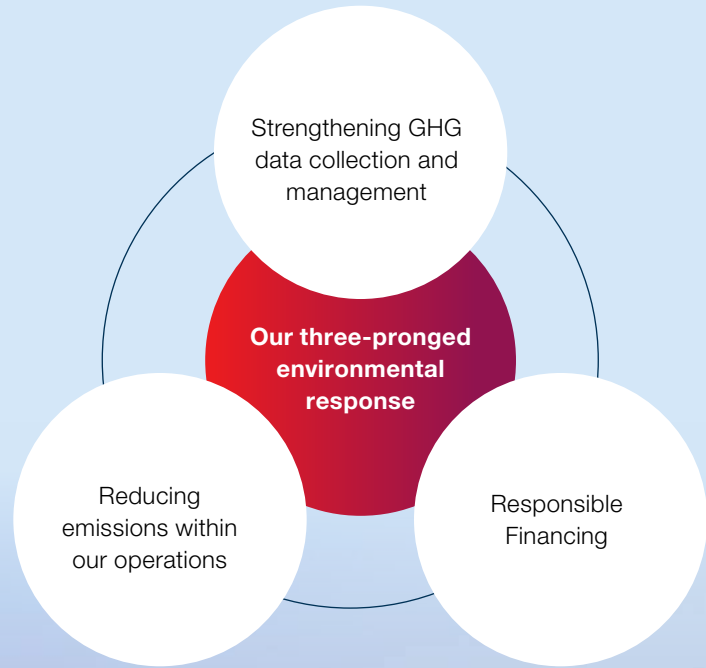 Strengthening GHG
data collection and
management
Our three-pronged
environmental
response
Reducing
emissions within
our operations
Responsible
Financing